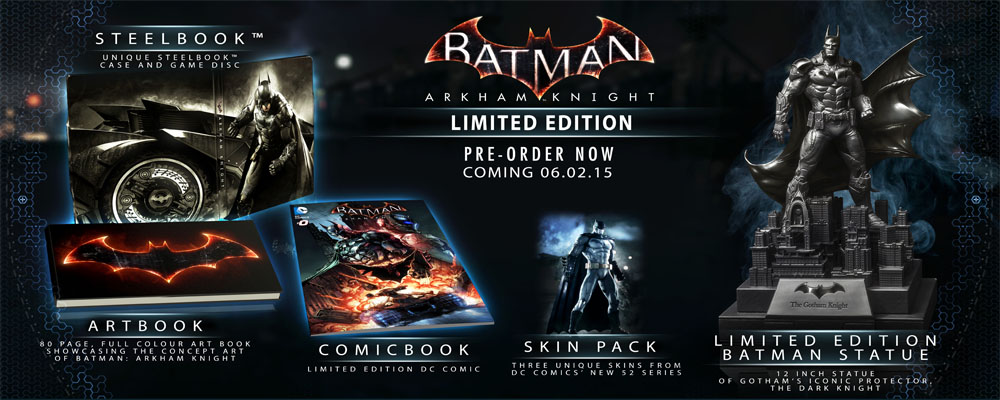 STEELBOOK™
UNIQUE STEELBOOK™
CASE AND GAME DISC
BATMAN
ARKHAM KNIGHT
LIMITED EDITION
PRE-ORDER NOW
COMING 06.02.15
ARTBOOK
80 PAGE, FULL COLOUR ART BOOK
SHOWCASING THE CONCEPT ART
OF BATMAN: ARKHAM KNIGHT
DC
0
BATMAN
COMICBOOK
LIMITED EDITION DC COMIC
SKIN PACK
THREE UNIQUE SKINS FROM
DC COMICS' NEW 52 SERIES
The Gotham Knight
LIMITED EDITION
BATMAN STATUE
12 INCH STATUE
OF GOTHAM'S ICONIC PROTECTOR,
THE DARK KNIGHT